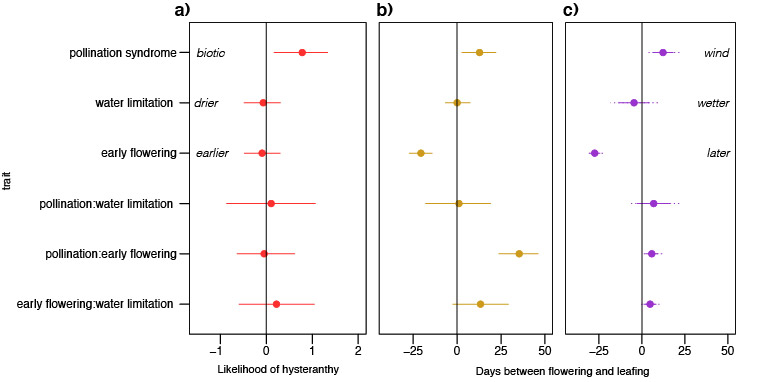 a) b) c)
pollination syndrome biotic wind
water limitation drier wetter
early flowering earlier later
trait
pollination:water limitation
pollination:early flowering
early flowering:water limitation
−1 0 1 2 −25 0 25 50 −25 0 25 50
Likelihood of hysteranthy Days between flowering and leafing